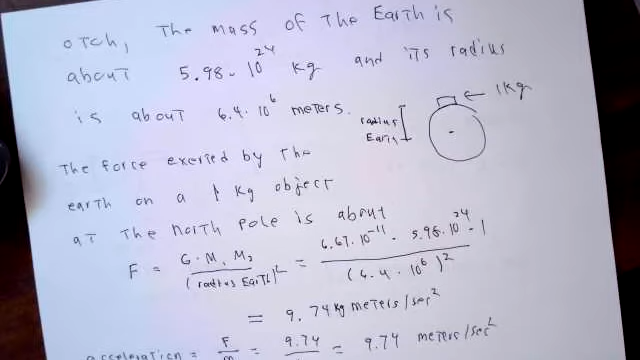 otch, The mass of The Earth is
about 5.98 · 10^24 kg and iTs radius
is about 6.4 · 10^6 meters.
radius Earth
1kg
The force exerted by The
earth on a 1 kg object
at The north pole is about
F = G · M1 M2 / (radius Earth)^2 = 6.67 · 10^-11 · 5.98 · 10^24 · 1 / (6.4 · 10^6)^2
= 9.74 kg meters/sec^2
acceleration = F/m = 9.74 = 9.74 meters/sec^2